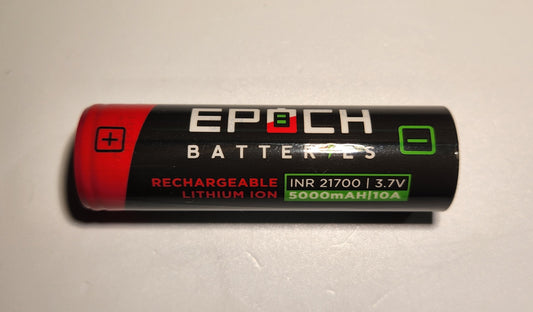 +
EPOCH
BATTERIES
-
RECHARGEABLE
LITHIUM ION
INR 21700 | 3.7V
5000mAH|10A